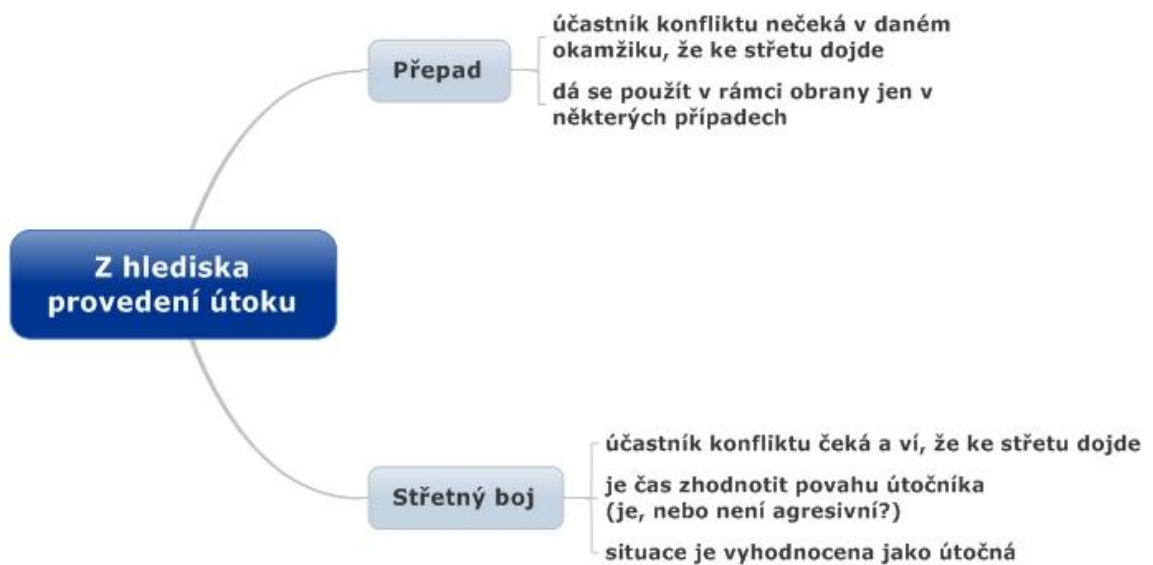 účastník konfliktu nečeká v daném
okamžiku, že ke střetu dojde
Přepad
dá se použít v rámci obrany jen v
některých případech
Z hlediska
provedení útoku
účastník konfliktu čeká a ví, že ke střetu dojde
je čas zhodnotit povahu útočníka
(je, nebo není agresivní?)
Střetný boj
situace je vyhodnocena jako útočná